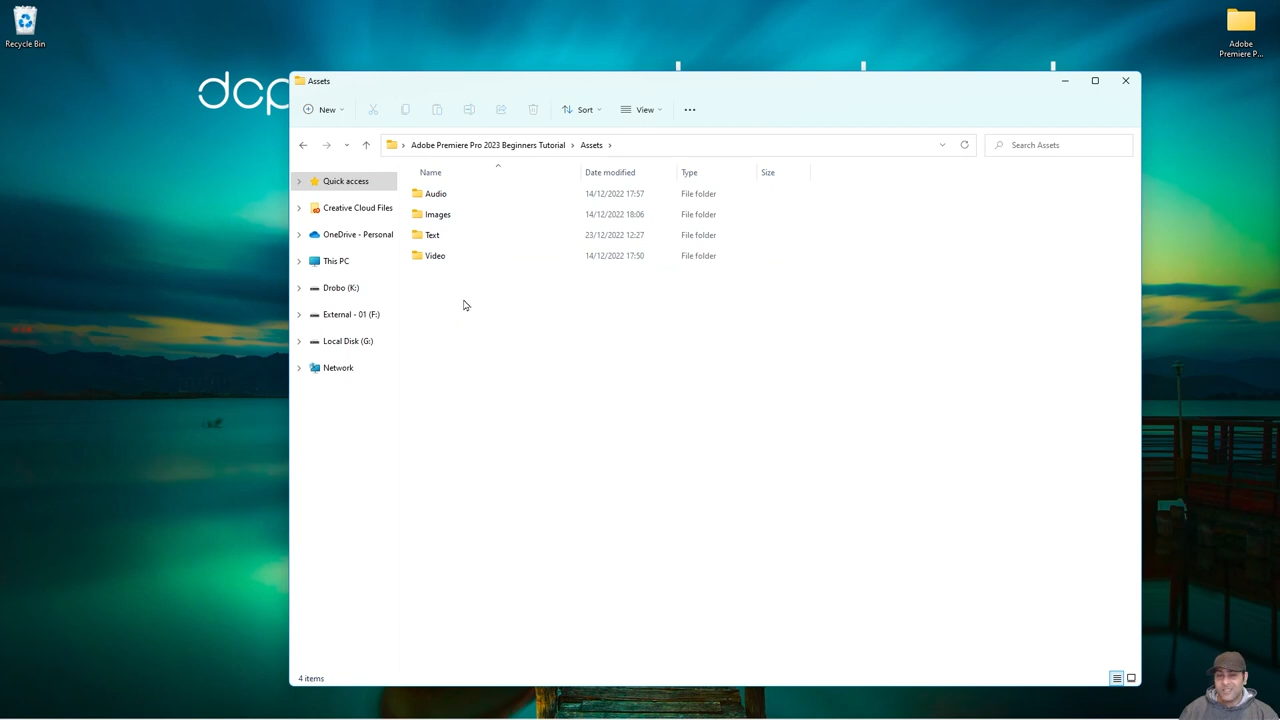 Recycle Bin
Adobe
Premiere P...
dcp
Assets
New
Sort
View
Adobe Premiere Pro 2023 Beginners Tutorial
Assets
Search Assets
Name
Date modified
Type
Size
Quick access
Creative Cloud Files
OneDrive - Personal
This PC
Drobo (K:)
External - 01 (F:)
Local Disk (G:)
Network
Audio 14/12/2022 17:57 File folder
Images 14/12/2022 18:06 File folder
Text 23/12/2022 12:27 File folder
Video 14/12/2022 17:50 File folder
4 items